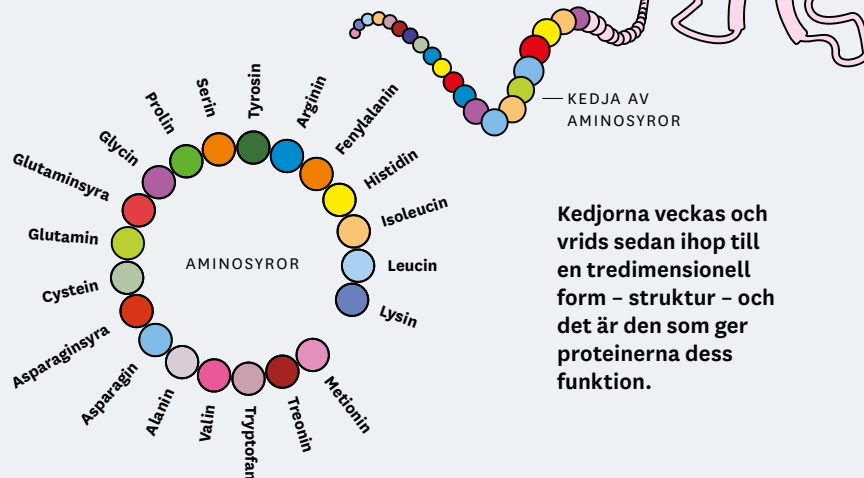 KEDJA AV
AMINOSYROR
Tyrosin
Arginin
Fenylalanin
Histidin
Isoleucin
Leucin
Lysin
Metionin
Treonin
Tryptofan
Valin
Alanin
Asparagin
Asparaginsyra
Cystein
Glutamin
Glutaminsyra
Glycin
Prolin
Serin
AMINOSYROR
Kedjorna veckas och
vrids sedan ihop till
en tredimensionell
form – struktur – och
det är den som ger
proteinerna dess
funktion.